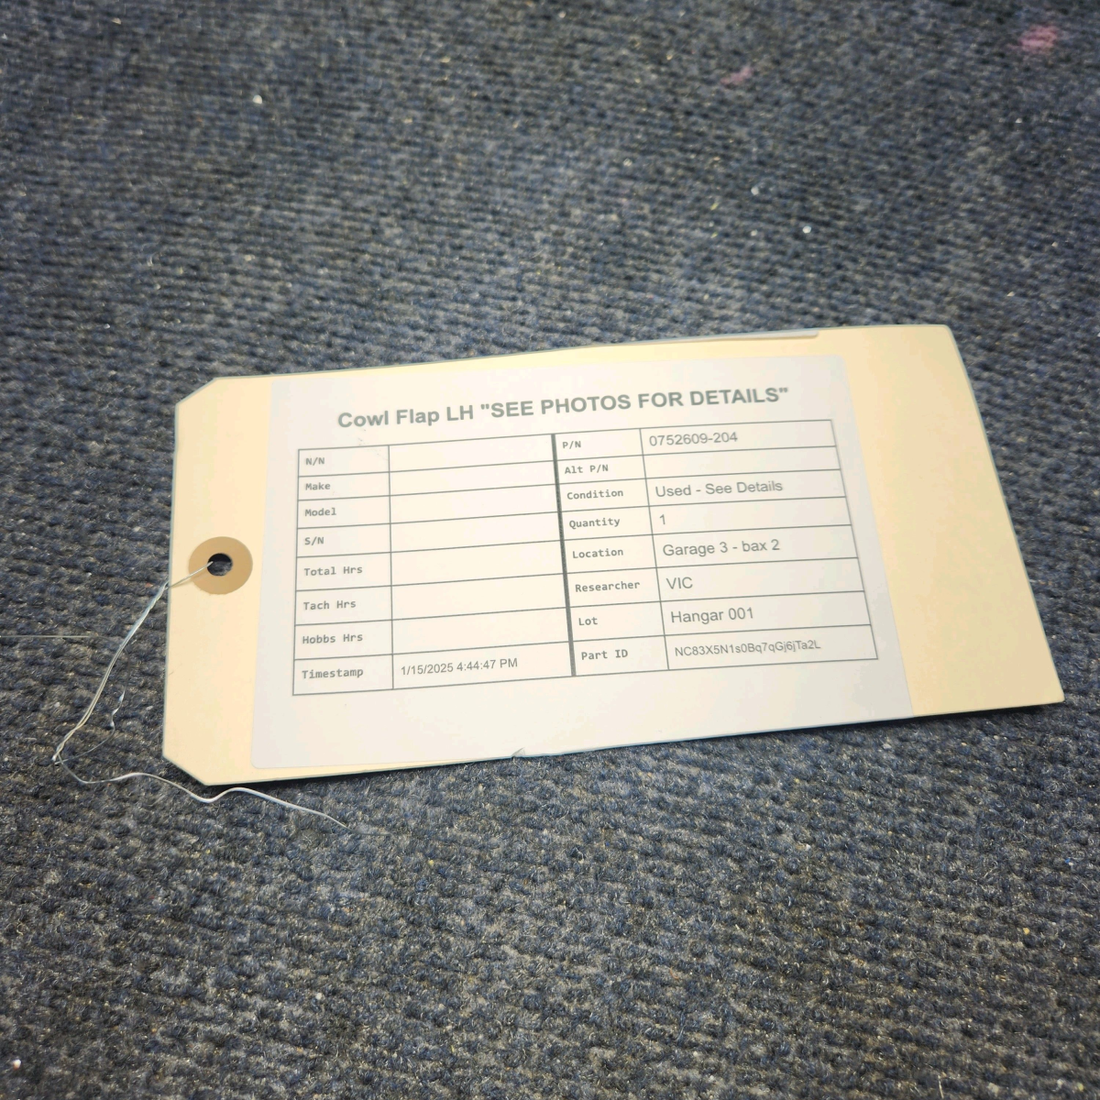 Cowl Flap LH "SEE PHOTOS FOR DETAILS"
N/N
Make
Model
S/N
Total Hrs
Tach Hrs
Hobbs Hrs
Timestamp 1/15/2025 4:44:47 PM
P/N 0752609-204
Alt P/N
Condition Used - See Details
Quantity 1
Location Garage 3 - bax 2
Researcher VIC
Lot Hangar 001
Part ID NC83X5N1s0Bq7qGj6jTa2L